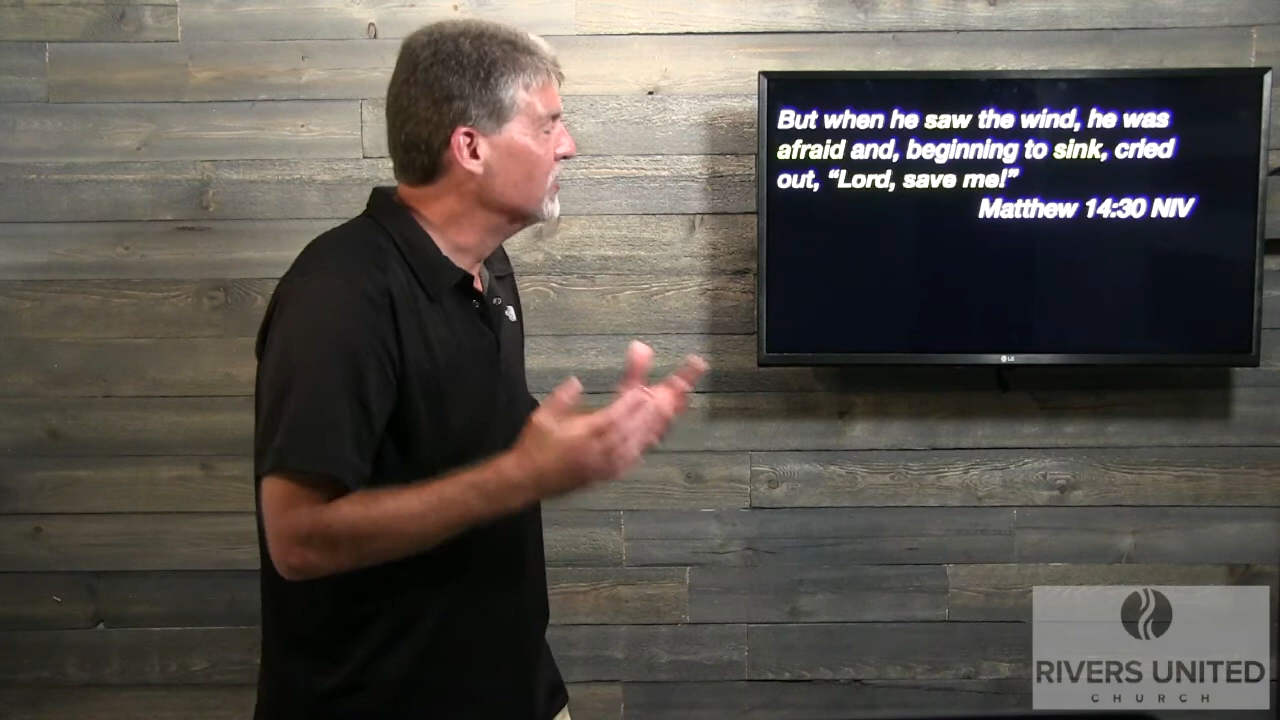 But when he saw the wind, he was
afraid and, beginning to sink, cried
out, “Lord, save me!”
Matthew 14:30 NIV
LG
RIVERS UNITED
CHURCH